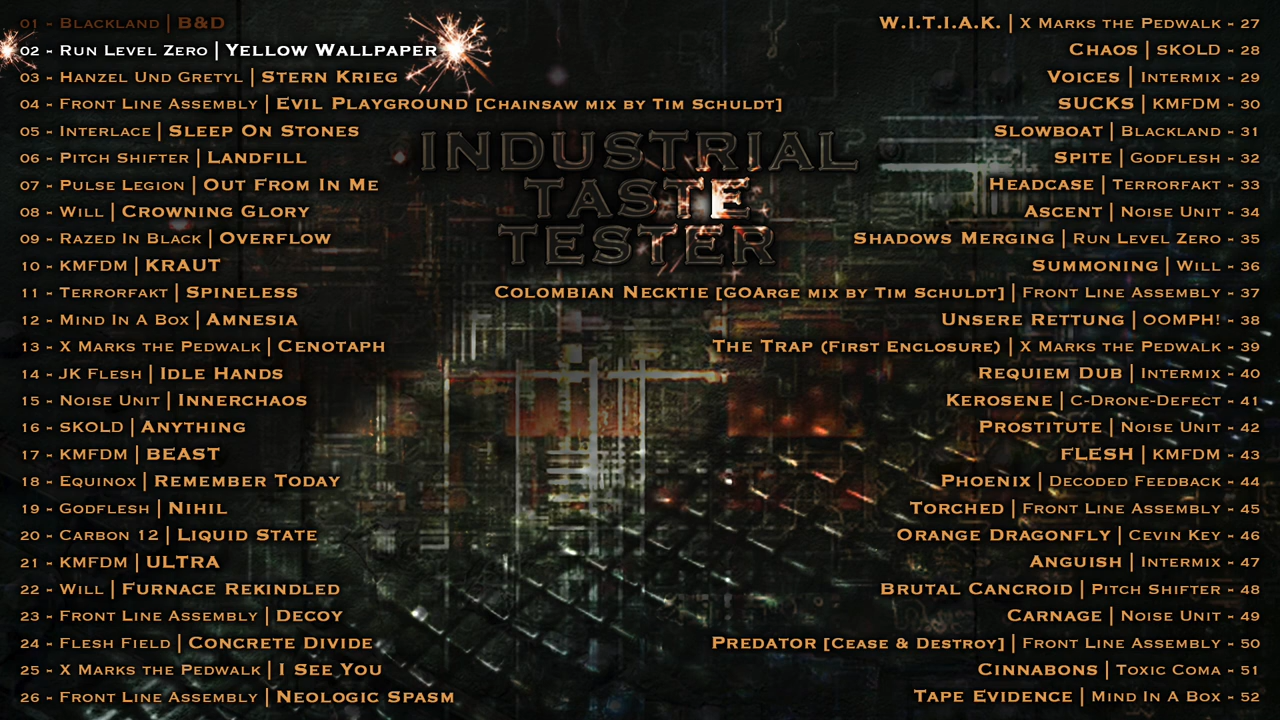 01 - Blackland | B&D
02 - Run Level Zero | Yellow Wallpaper
03 - Hanzel Und Gretyl | Stern Krieg
04 - Front Line Assembly | Evil Playground [Chainsaw mix by Tim Schuldt]
05 - Interlace | Sleep On Stones
06 - Pitch Shifter | Landfill
07 - Pulse Legion | Out From In Me
08 - Will | Crowning Glory
09 - Razed In Black | Overflow
10 - KMFDM | KRAUT
11 - Terrorfakt | Spineless
12 - Mind In A Box | Amnesia
13 - X Marks the Pedwalk | Cenotaph
14 - JK Flesh | Idle Hands
15 - Noise Unit | Innerchaos
16 - SKOLD | Anything
17 - KMFDM | BEAST
18 - Equinox | Remember Today
19 - Godflesh | Nihil
20 - Carbon 12 | Liquid State
21 - KMFDM | ULTRA
22 - Will | Furnace Rekindled
23 - Front Line Assembly | Decoy
24 - Flesh Field | Concrete Divide
25 - X Marks the Pedwalk | I See You
26 - Front Line Assembly | Neologic Spasm
INDUSTRIAL
TASTE
TESTER
W.I.T.I.A.K. | X Marks the Pedwalk - 27
Chaos | SKOLD - 28
Voices | Intermix - 29
SUCKS | KMFDM - 30
Slowboat | Blackland - 31
Spite | Godflesh - 32
Headcase | Terrorfakt - 33
Ascent | Noise Unit - 34
Shadows Merging | Run Level Zero - 35
Summoning | Will - 36
Colombian Necktie [GOArge mix by Tim Schuldt] | Front Line Assembly - 37
Unsere Rettung | OOMPH! - 38
The Trap (First Enclosure) | X Marks the Pedwalk - 39
Requiem Dub | Intermix - 40
Kerosene | C-Drone-Defect - 41
Prostitute | Noise Unit - 42
FLESH | KMFDM - 43
Phoenix | Decoded Feedback - 44
Torched | Front Line Assembly - 45
Orange Dragonfly | Cevin Key - 46
Anguish | Intermix - 47
Brutal Cancroid | Pitch Shifter - 48
Carnage | Noise Unit - 49
Predator [Cease & Destroy] | Front Line Assembly - 50
Cinnabons | Toxic Coma - 51
Tape Evidence | Mind In A Box - 52